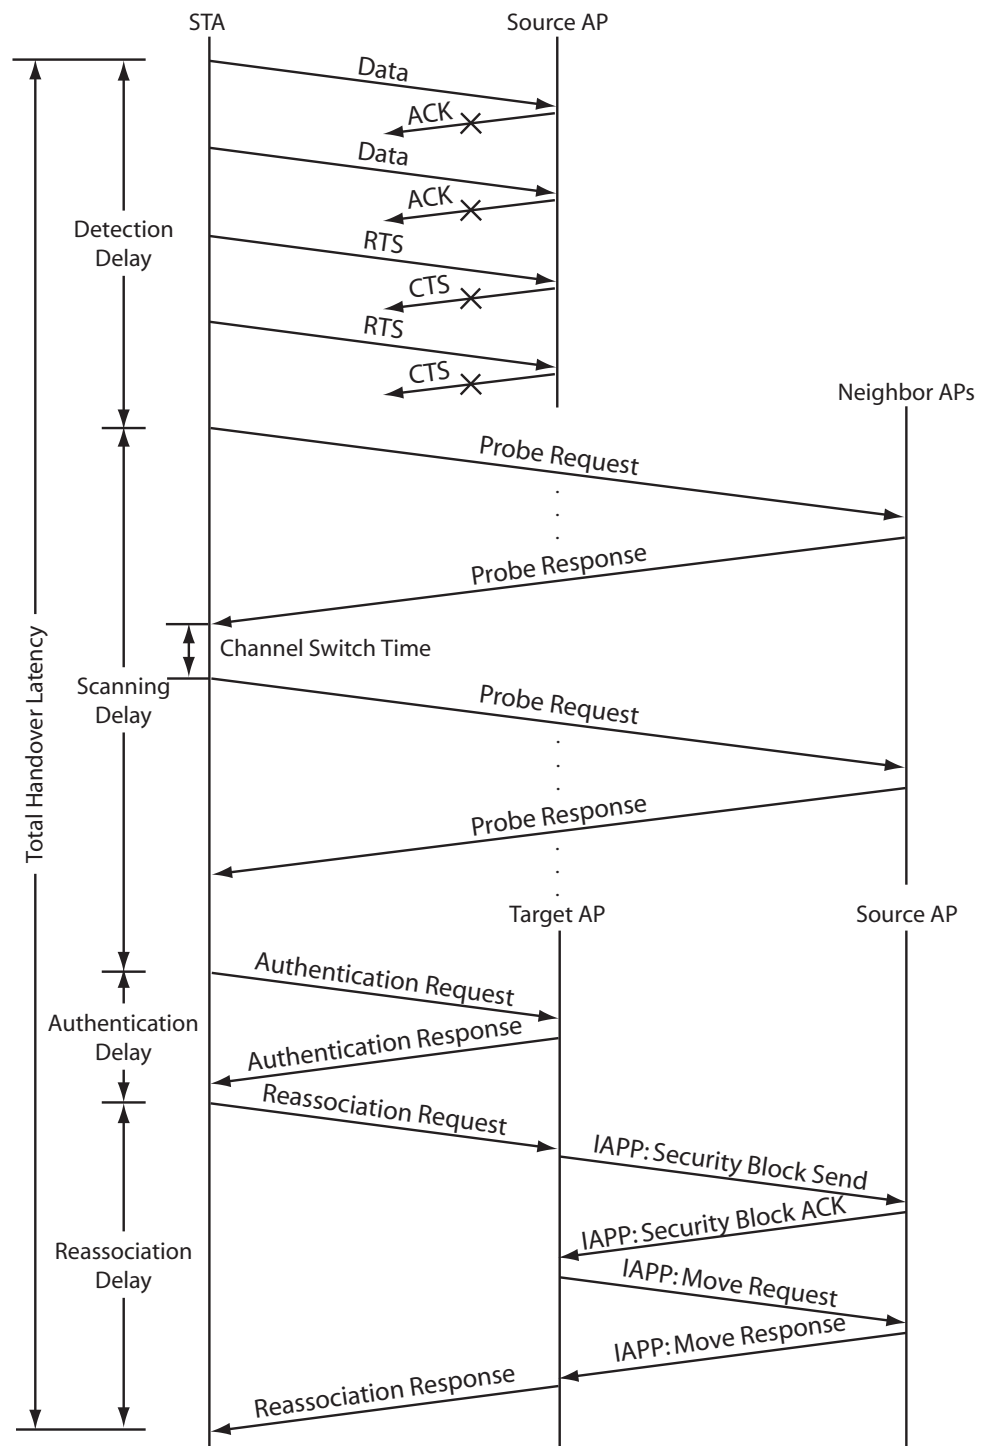 STA
Source AP
Data
ACK
Data
ACK
Detection
Delay
RTS
CTS
RTS
CTS
Neighbor APs
Probe Request
Probe Response
Channel Switch Time
Total Handover Latency
Scanning
Delay
Probe Request
Probe Response
Target AP
Source AP
Authentication Request
Authentication
Delay
Authentication Response
Reassociation Request
IAPP: Security Block Send
IAPP: Security Block ACK
Reassociation
Delay
IAPP: Move Request
IAPP: Move Response
Reassociation Response